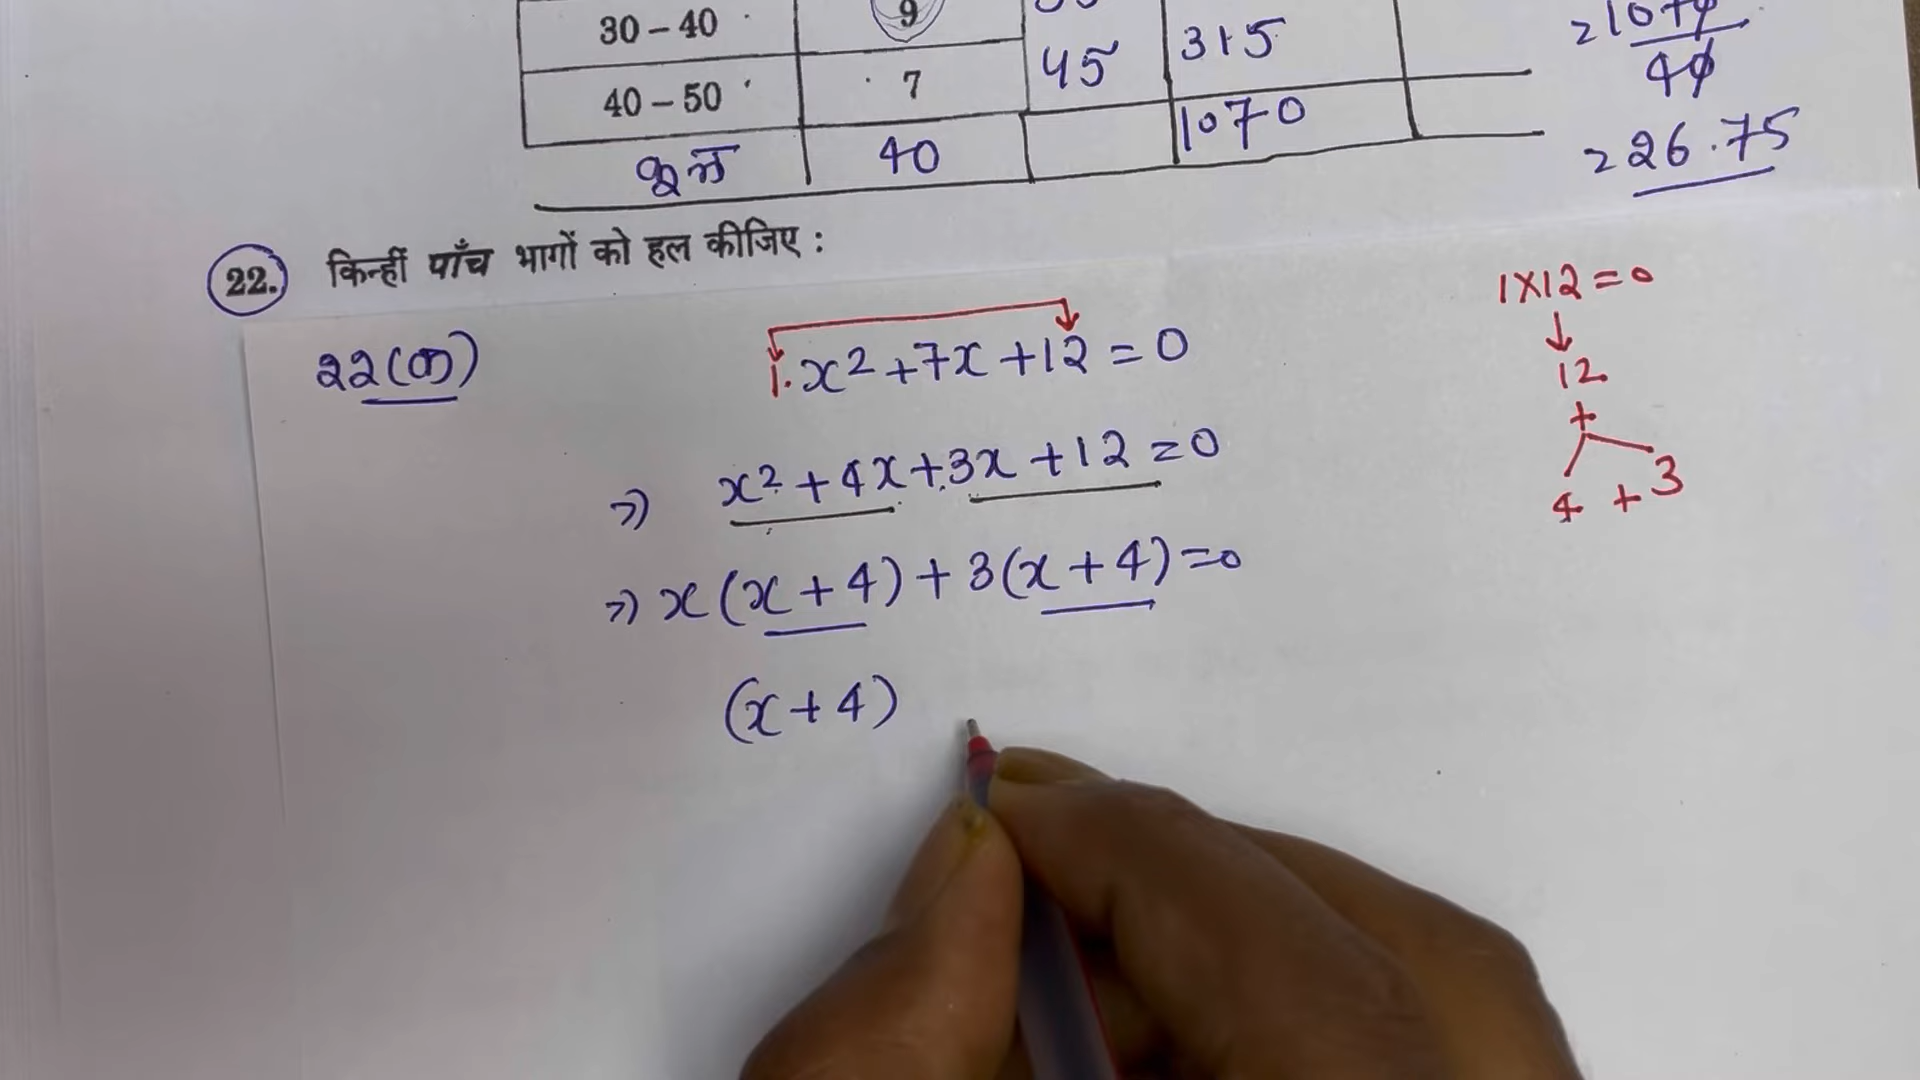 30 – 40 9
40 – 50 7 45 315
कुल 40 1070
40
= 26.75
22. किन्हीं पाँच भागों को हल कीजिए :
22(क)
1. x² + 7x + 12 = 0
⇒ x² + 4x + 3x + 12 = 0
⇒ x(x + 4) + 3(x + 4) = 0
(x + 4)
1×12 = 0
↓
12
+
4 + 3